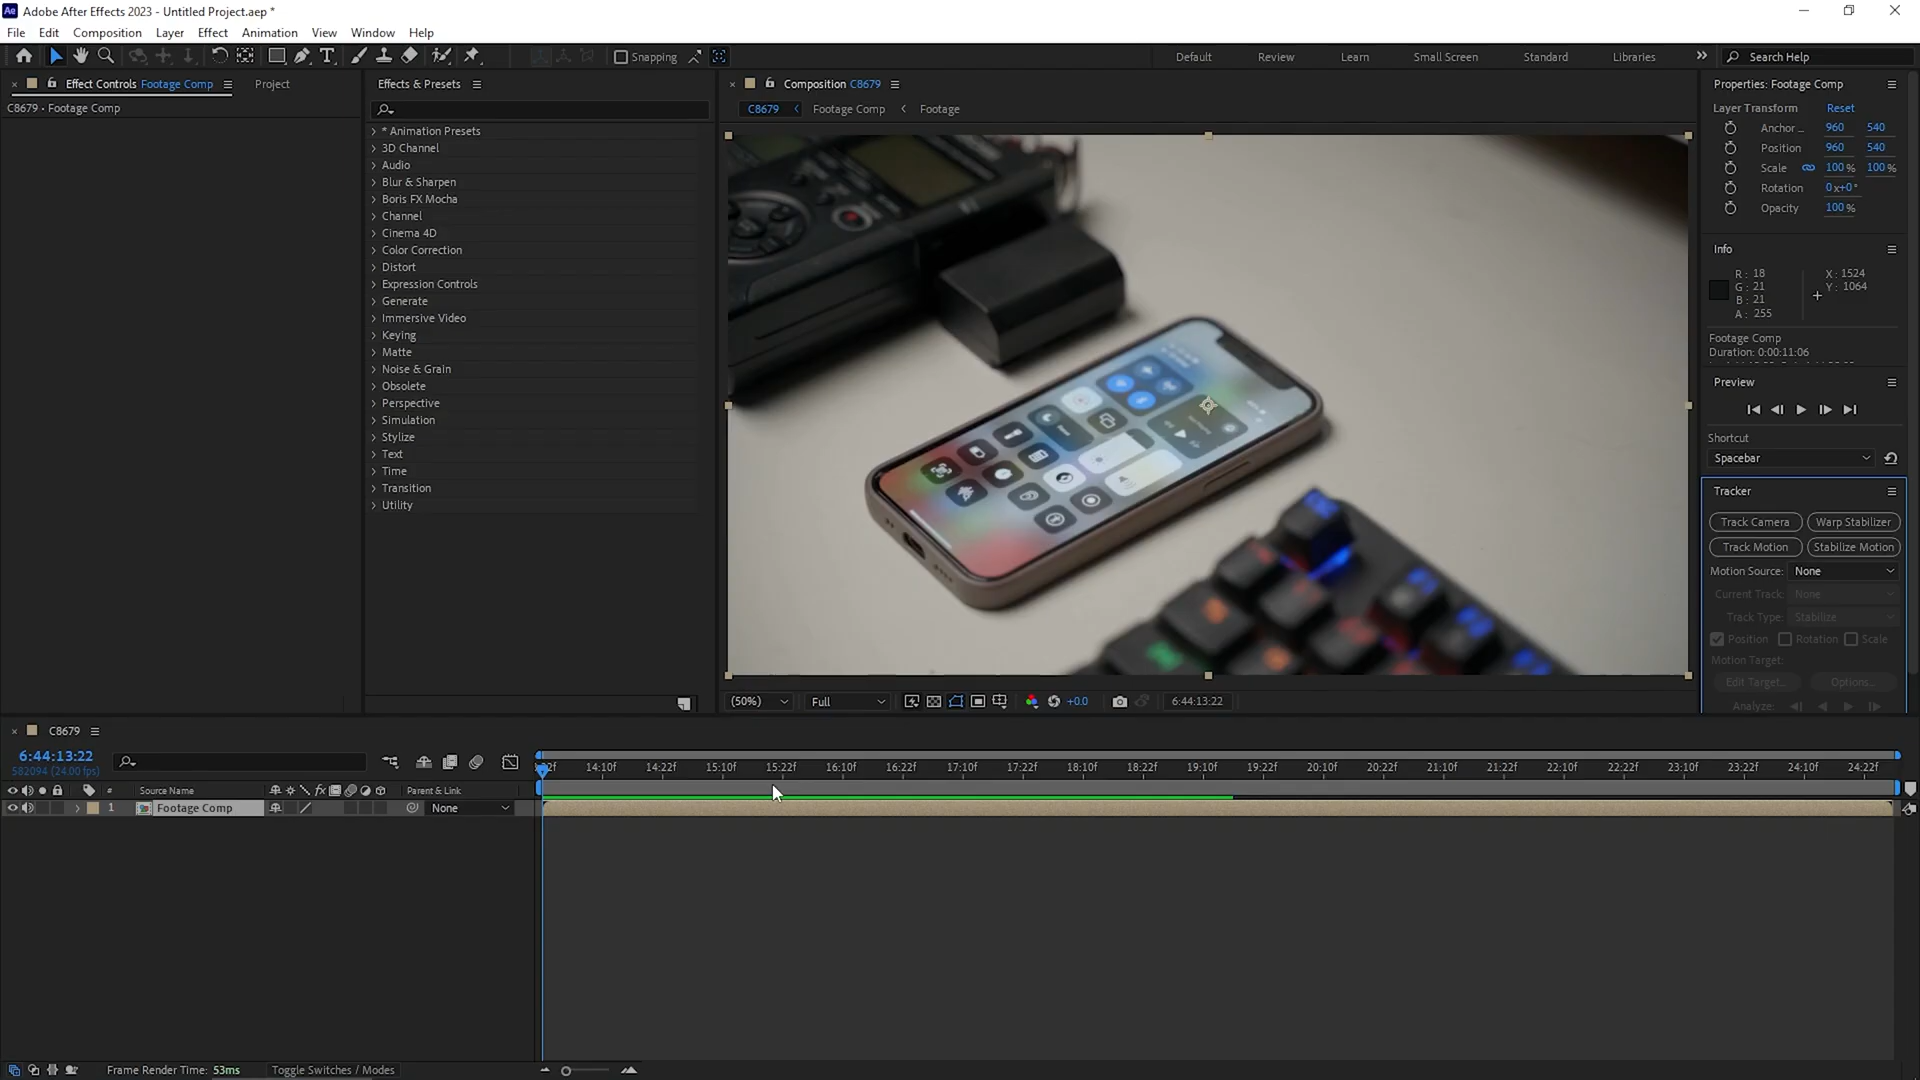 Adobe After Effects 2023 - Untitled Project.aep *
File Edit Composition Layer Effect Animation View Window Help
Snapping
Default Review Learn Small Screen Standard Libraries
Search Help
Effect Controls Footage Comp
Project
C8679 • Footage Comp
Effects & Presets
* Animation Presets
3D Channel
Audio
Blur & Sharpen
Boris FX Mocha
Channel
Cinema 4D
Color Correction
Distort
Expression Controls
Generate
Immersive Video
Keying
Matte
Noise & Grain
Obsolete
Perspective
Simulation
Stylize
Text
Time
Transition
Utility
Composition C8679
C8679 Footage Comp Footage
(50%) Full +0.0 6:44:13:22
Properties: Footage Comp
Layer Transform Reset
Anchor ... 960 540
Position 960 540
Scale 100 % 100 %
Rotation 0x+0°
Opacity 100 %
Info
R : 18 X : 1524
G : 21 Y : 1064
B : 21
A : 255
Footage Comp
Duration: 0:00:11:06
Preview
Shortcut
Spacebar
Tracker
Track Camera Warp Stabilizer
Track Motion Stabilize Motion
Motion Source: None
Current Track: None
Track Type: Stabilize
Position Rotation Scale
Motion Target:
Edit Target... Options...
Analyze:
C8679
6:44:13:22
582094 (24.00 fps)
14:10f 14:22f 15:10f 15:22f 16:10f 16:22f 17:10f 17:22f 18:10f 18:22f 19:10f 19:22f 20:10f 20:22f 21:10f 21:22f 22:10f 22:22f 23:10f 23:22f 24:10f 24:22f
# Source Name Parent & Link
1 Footage Comp None
Frame Render Time: 53ms Toggle Switches / Modes